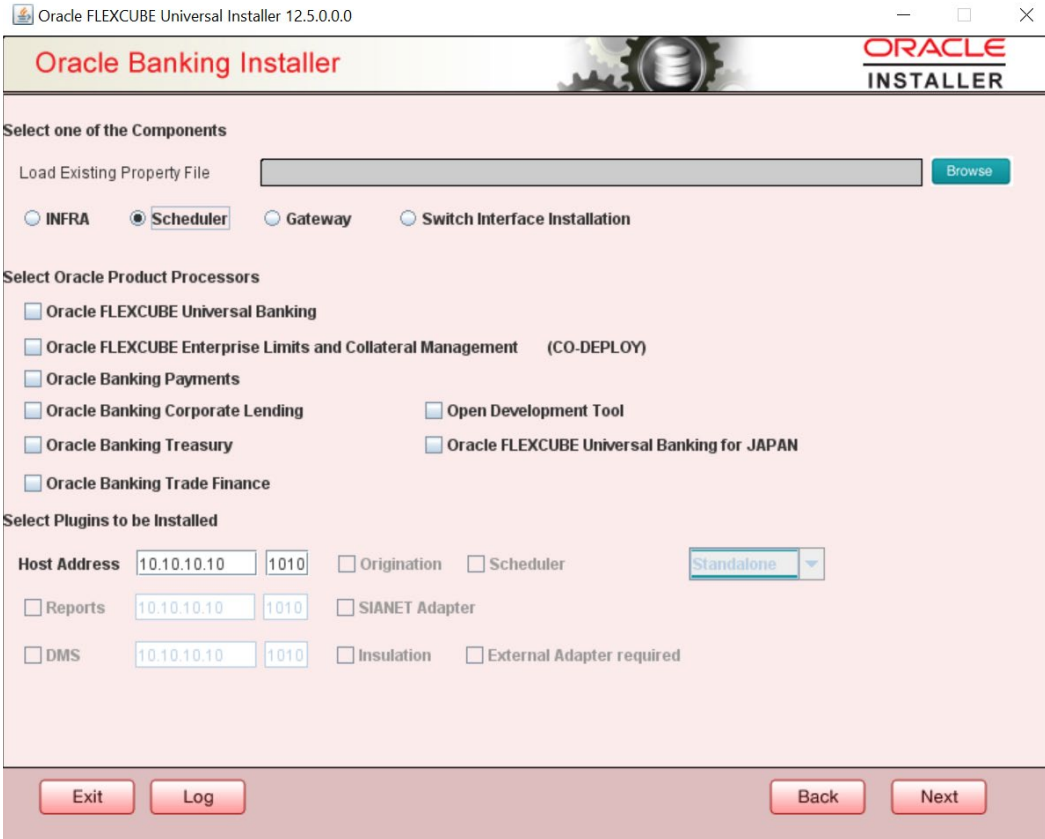 Oracle FLEXCUBE Universal Installer 12.5.0.0.0
Oracle Banking Installer
ORACLE
INSTALLER
Select one of the Components
Load Existing Property File
Browse
INFRA Scheduler Gateway Switch Interface Installation
Select Oracle Product Processors
Oracle FLEXCUBE Universal Banking
Oracle FLEXCUBE Enterprise Limits and Collateral Management (CO-DEPLOY)
Oracle Banking Payments
Oracle Banking Corporate Lending Open Development Tool
Oracle Banking Treasury Oracle FLEXCUBE Universal Banking for JAPAN
Oracle Banking Trade Finance
Select Plugins to be Installed
Host Address 10.10.10.10 1010 Origination Scheduler Standalone
Reports 10.10.10.10 1010 SIANET Adapter
DMS 10.10.10.10 1010 Insulation External Adapter required
Exit Log Back Next